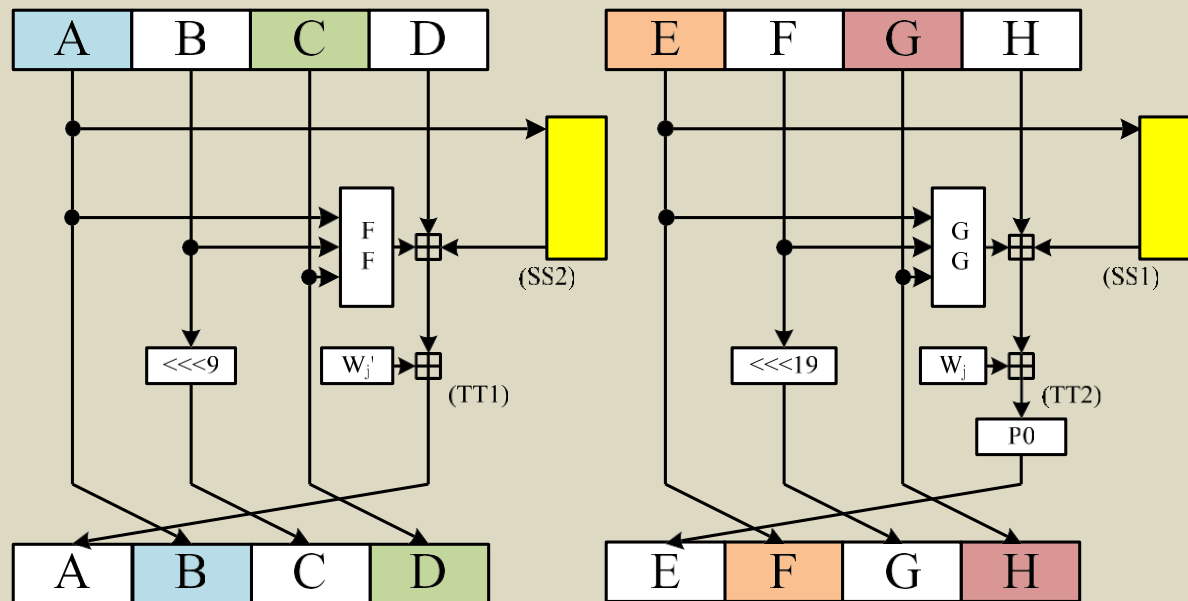 A B C D
E F G H
F
F
G
G
(SS2)
(SS1)
<<<9
Wj'
<<<19
Wj
(TT1)
(TT2)
P0
A B C D
E F G H